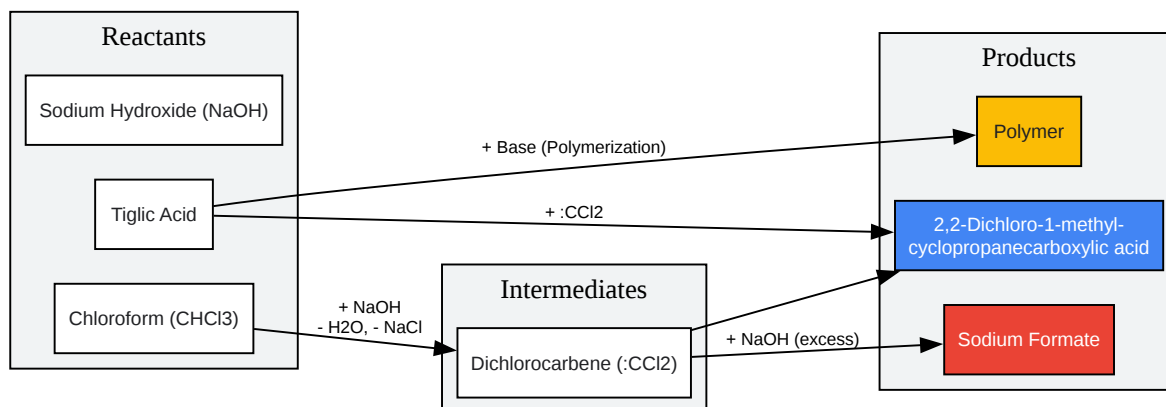 Reactants
Sodium Hydroxide (NaOH)
Tiglic Acid
Chloroform (CHCl3)
+ Base (Polymerization)
+ :CCl2
+ NaOH
- H2O, - NaCl
Intermediates
Dichlorocarbene (:CCl2)
+ NaOH (excess)
Products
Polymer
2,2-Dichloro-1-methyl-
cyclopropanecarboxylic acid
Sodium Formate